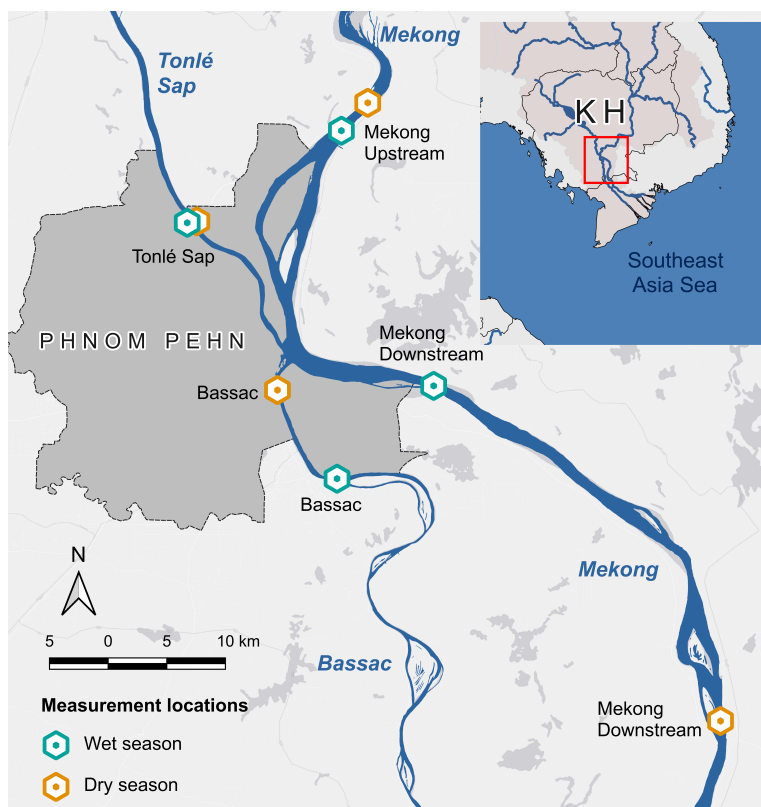 Tonlé
Sap
Mekong
Mekong
Upstream
KH
Southeast
Asia Sea
Tonlé Sap
PHNOM PEHN
Mekong
Downstream
Bassac
Bassac
Mekong
Bassac
N
5 0 5 10 km
Mekong
Downstream
Measurement locations
Wet season
Dry season